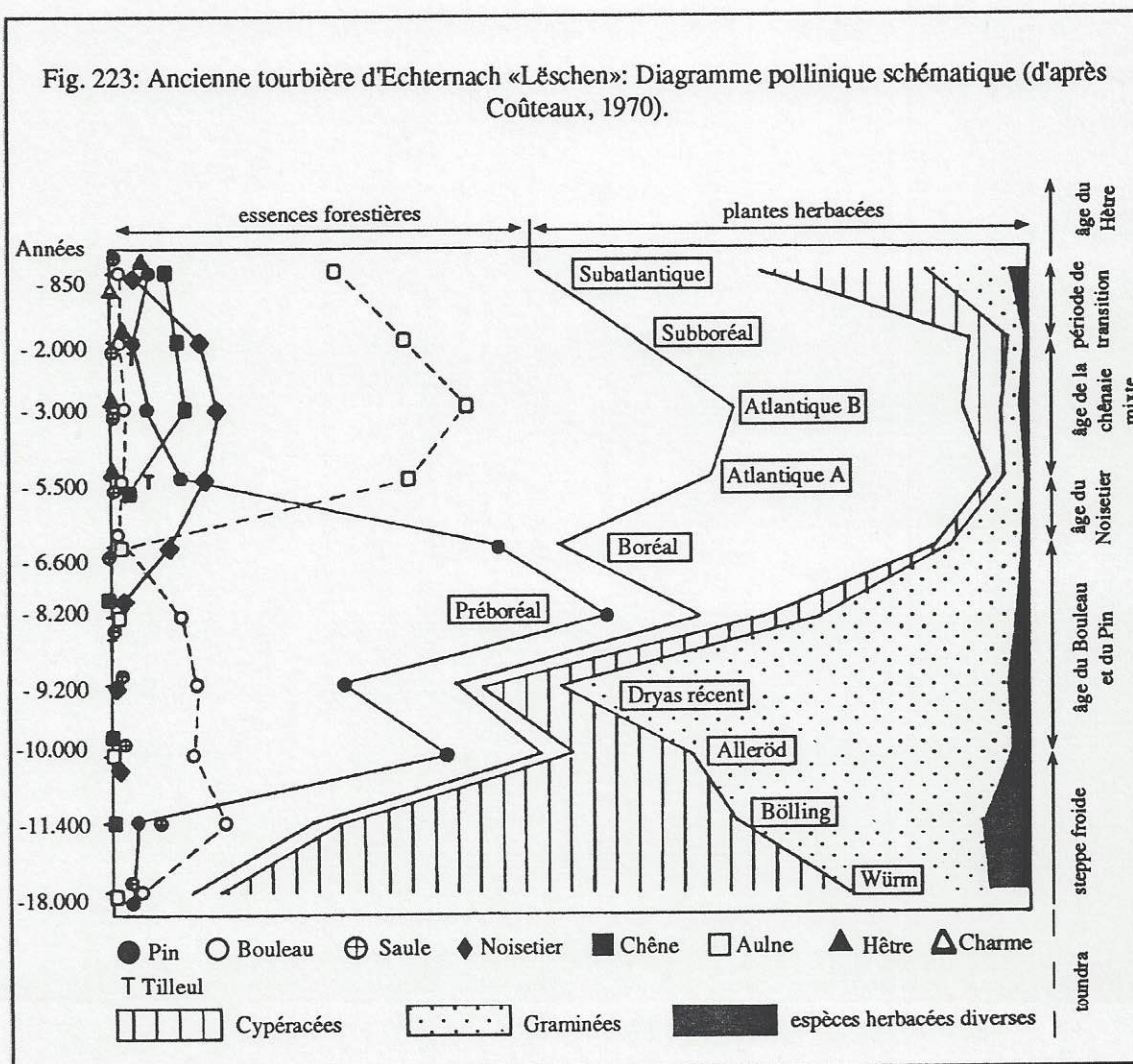 Fig. 223: Ancienne tourbière d'Echternach «Lëschen»: Diagramme pollinique schématique (d'après
Coûteaux, 1970).
essences forestières
plantes herbacées
âge du
Hêtre
Années
- 850
Subatlantique
période de
transition
Subboréal
- 2.000
T
âge de la
chênaie
mixte
- 3.000
Atlantique B
Atlantique A
- 5.500
T
âge du
Noisetier
Boréal
- 6.600
Préboréal
- 8.200
âge du Bouleau
et du Pin
- 9.200
Dryas récent
Alleröd
-10.000
Bölling
-11.400
steppe froide
Würm
-18.000
Pin
Bouleau
Saule
Noisetier
Chêne
Aulne
Hêtre
Charme
T Tilleul
toundra
Cypéracées
Graminées
espèces herbacées diverses